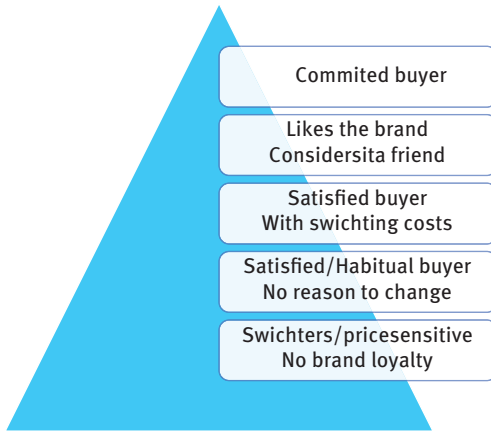 Commited buyer
Likes the brand
Considersita friend
Satisfied buyer
With swichting costs
Satisfied/Habitual buyer
No reason to change
Swichters/pricesensitive
No brand loyalty